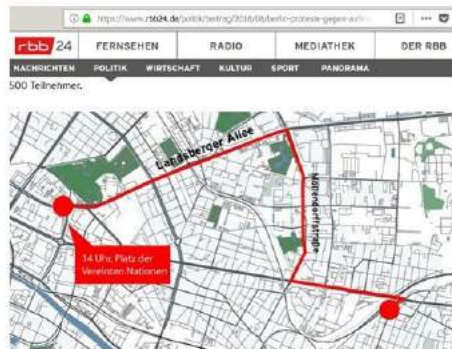 https://www.rbb24.de/politik/beitrag/2018/08/berlin-proteste-gegen-
rbb 24 FERNSEHEN RADIO MEDIATHEK DER RBB
NACHRICHTEN POLITIK WIRTSCHAFT KULTUR SPORT PANORAMA
500 Teilnehmer.
Landsberger Allee
Möllendorffstraße
14 Uhr, Platz der
Vereinten Nationen